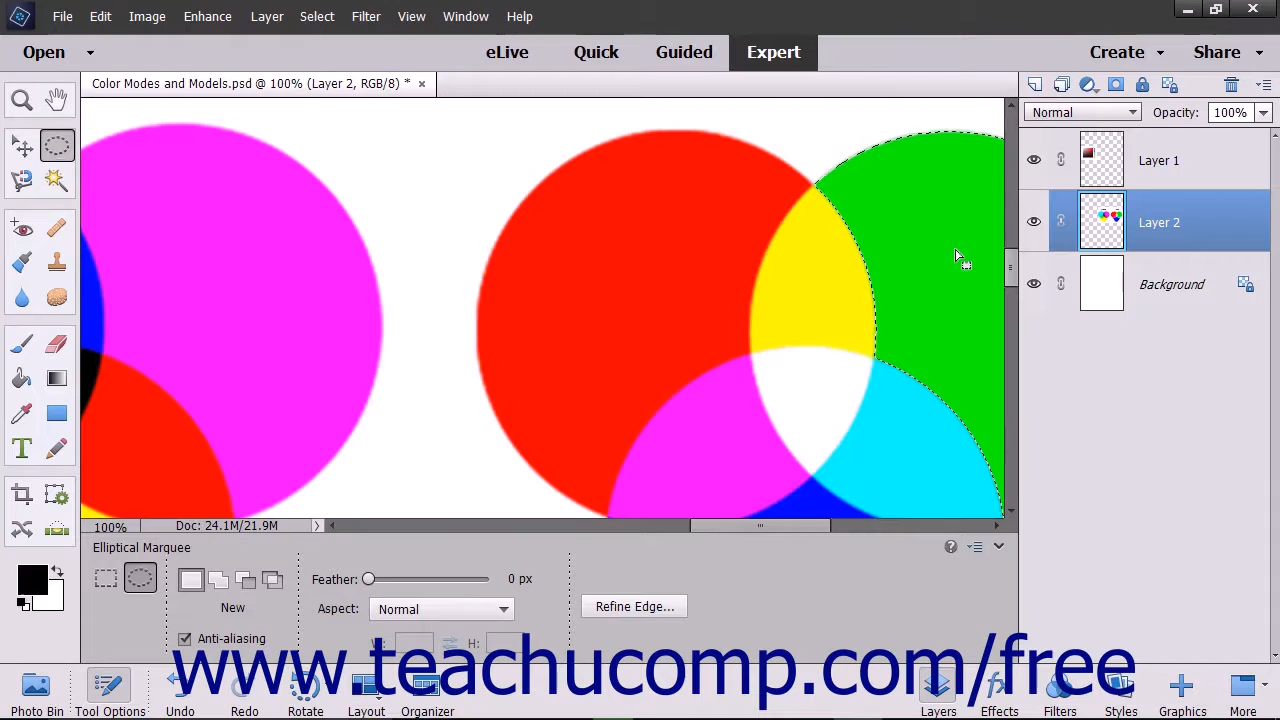 File Edit Image Enhance Layer Select Filter View Window Help
Open eLive Quick Guided Expert Create Share
Color Modes and Models.psd @ 100% (Layer 2, RGB/8) * ×
Normal Opacity: 100%
Layer 1
Layer 2
Background
100% Doc: 24.1M/21.9M
Elliptical Marquee
Feather: 0 px
New Aspect: Normal Refine Edge...
Anti-aliasing W: H:
www.teachucomp.com/free
Photo Bin Tool Options Undo Redo Rotate Layout Organizer Layers Effects Filters Styles Graphics More